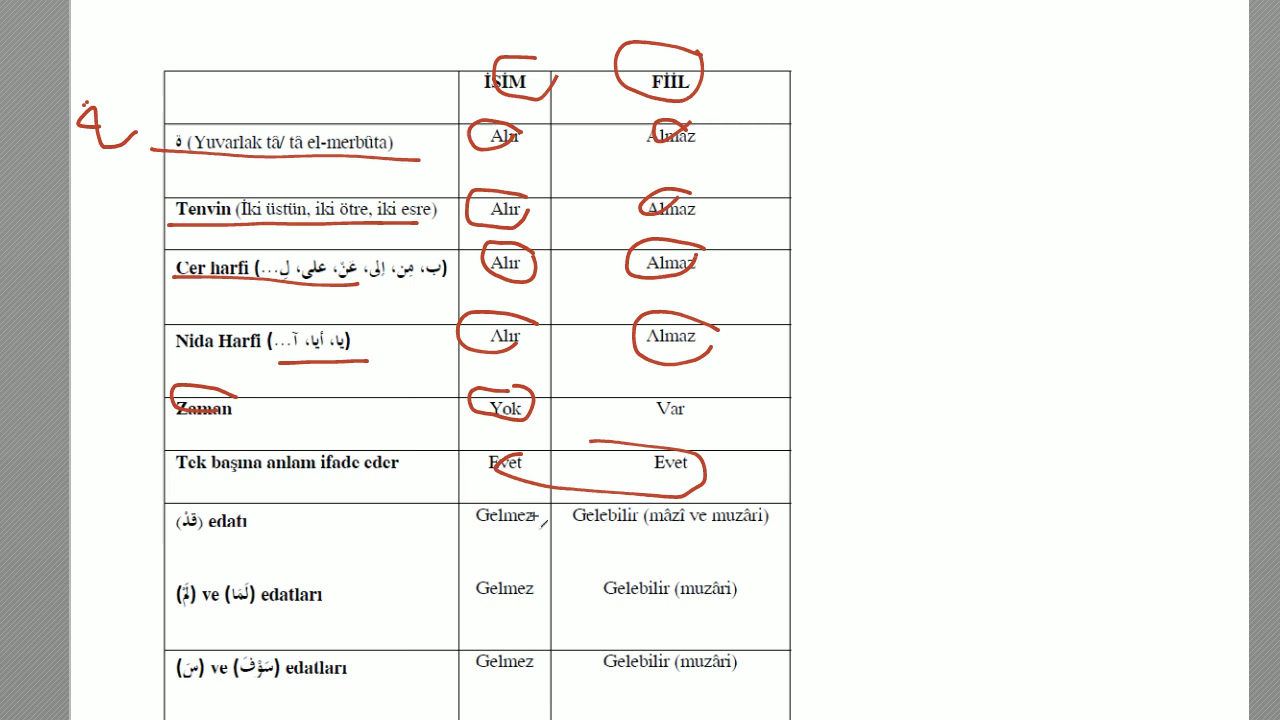 İSİM FİİL
ة (Yuvarlak tâ/ tâ el-merbûta) Alır Almaz
Tenvin (İki üstün, iki ötre, iki esre) Alır Almaz
Cer harfi (ب، مِن، اِلى، عَنْ، على، لِ...) Alır Almaz
Nida Harfi (يا، أيا، آ...) Alır Almaz
Zaman Yok Var
Tek başına anlam ifade eder Evet Evet
(قدْ) edatı Gelmez Gelebilir (mâzî ve muzâri)
(لَمْ) ve (لَمَّا) edatları Gelmez Gelebilir (muzâri)
(سَ) ve (سَوْفَ) edatları Gelmez Gelebilir (muzâri)